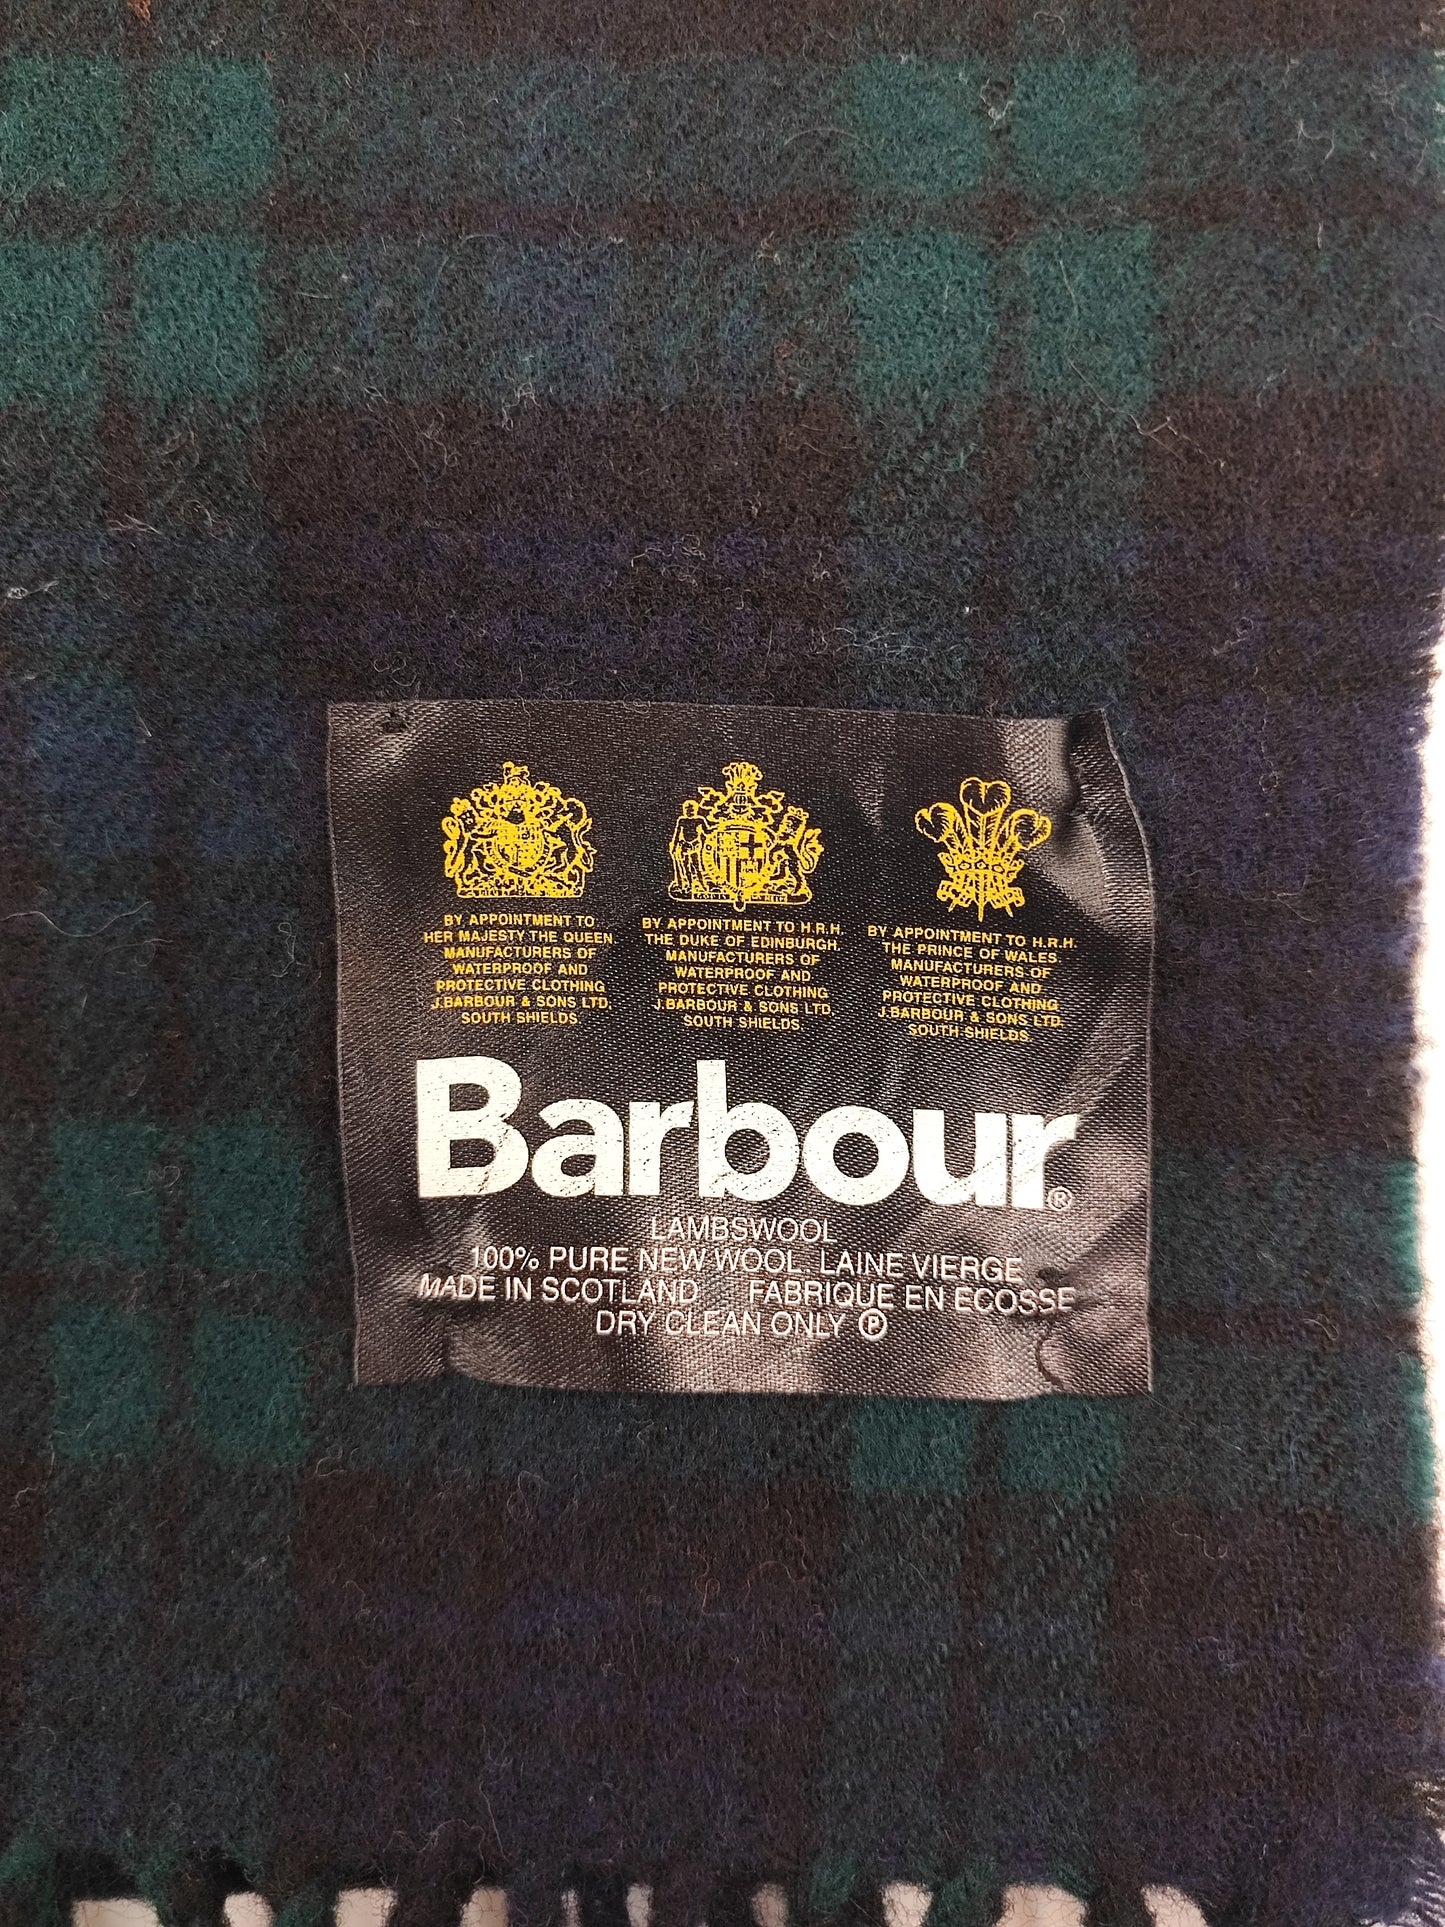 BY APPOINTMENT TO
HER MAJESTY THE QUEEN.
MANUFACTURERS OF
WATERPROOF AND
PROTECTIVE CLOTHING
J.BARBOUR & SONS LTD.
SOUTH SHIELDS.
BY APPOINTMENT TO H.R.H.
THE DUKE OF EDINBURGH.
MANUFACTURERS OF
WATERPROOF AND
PROTECTIVE CLOTHING
J.BARBOUR & SONS LTD.
SOUTH SHIELDS.
BY APPOINTMENT TO H.R.H.
THE PRINCE OF WALES.
MANUFACTURERS OF
WATERPROOF AND
PROTECTIVE CLOTHING
J.BARBOUR & SONS LTD.
SOUTH SHIELDS.
Barbour®
LAMBSWOOL
100% PURE NEW WOOL. LAINE VIERGE
MADE IN SCOTLAND FABRIQUE EN ECOSSE
DRY CLEAN ONLY Ⓟ